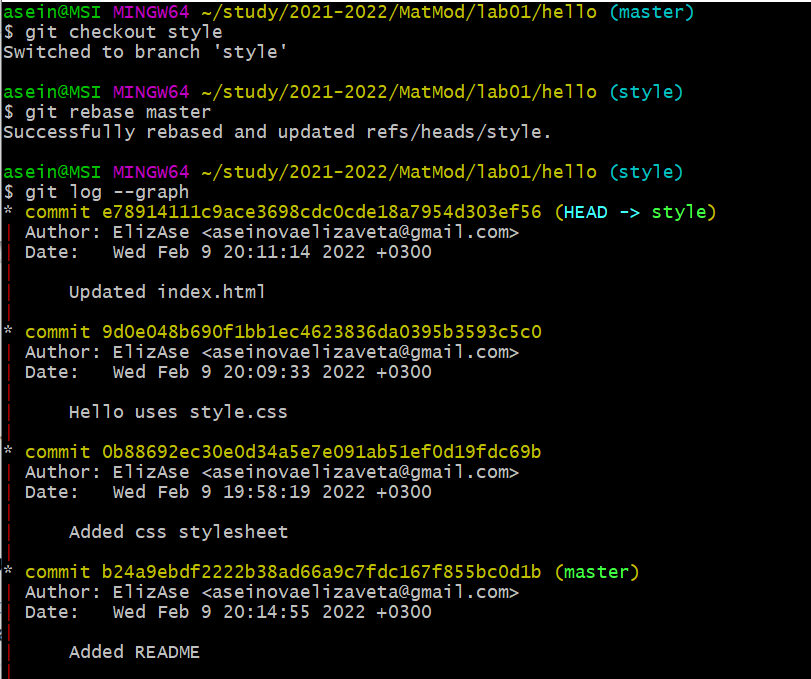 asein@MSI MINGW64 ~/study/2021-2022/MatMod/lab01/hello (master)
$ git checkout style
Switched to branch 'style'
asein@MSI MINGW64 ~/study/2021-2022/MatMod/lab01/hello (style)
$ git rebase master
Successfully rebased and updated refs/heads/style.
asein@MSI MINGW64 ~/study/2021-2022/MatMod/lab01/hello (style)
$ git log --graph
* commit e78914111c9ace3698cdc0cde18a7954d303ef56 (HEAD -> style)
| Author: ElizAse <aseinovaelizaveta@gmail.com>
| Date:   Wed Feb 9 20:11:14 2022 +0300
|
|     Updated index.html
|
* commit 9d0e048b690f1bb1ec4623836da0395b3593c5c0
| Author: ElizAse <aseinovaelizaveta@gmail.com>
| Date:   Wed Feb 9 20:09:33 2022 +0300
|
|     Hello uses style.css
|
* commit 0b88692ec30e0d34a5e7e091ab51ef0d19fdc69b
| Author: ElizAse <aseinovaelizaveta@gmail.com>
| Date:   Wed Feb 9 19:58:19 2022 +0300
|
|     Added css stylesheet
|
* commit b24a9ebdf2222b38ad66a9c7fdc167f855bc0d1b (master)
| Author: ElizAse <aseinovaelizaveta@gmail.com>
| Date:   Wed Feb 9 20:14:55 2022 +0300
|
|     Added README
|